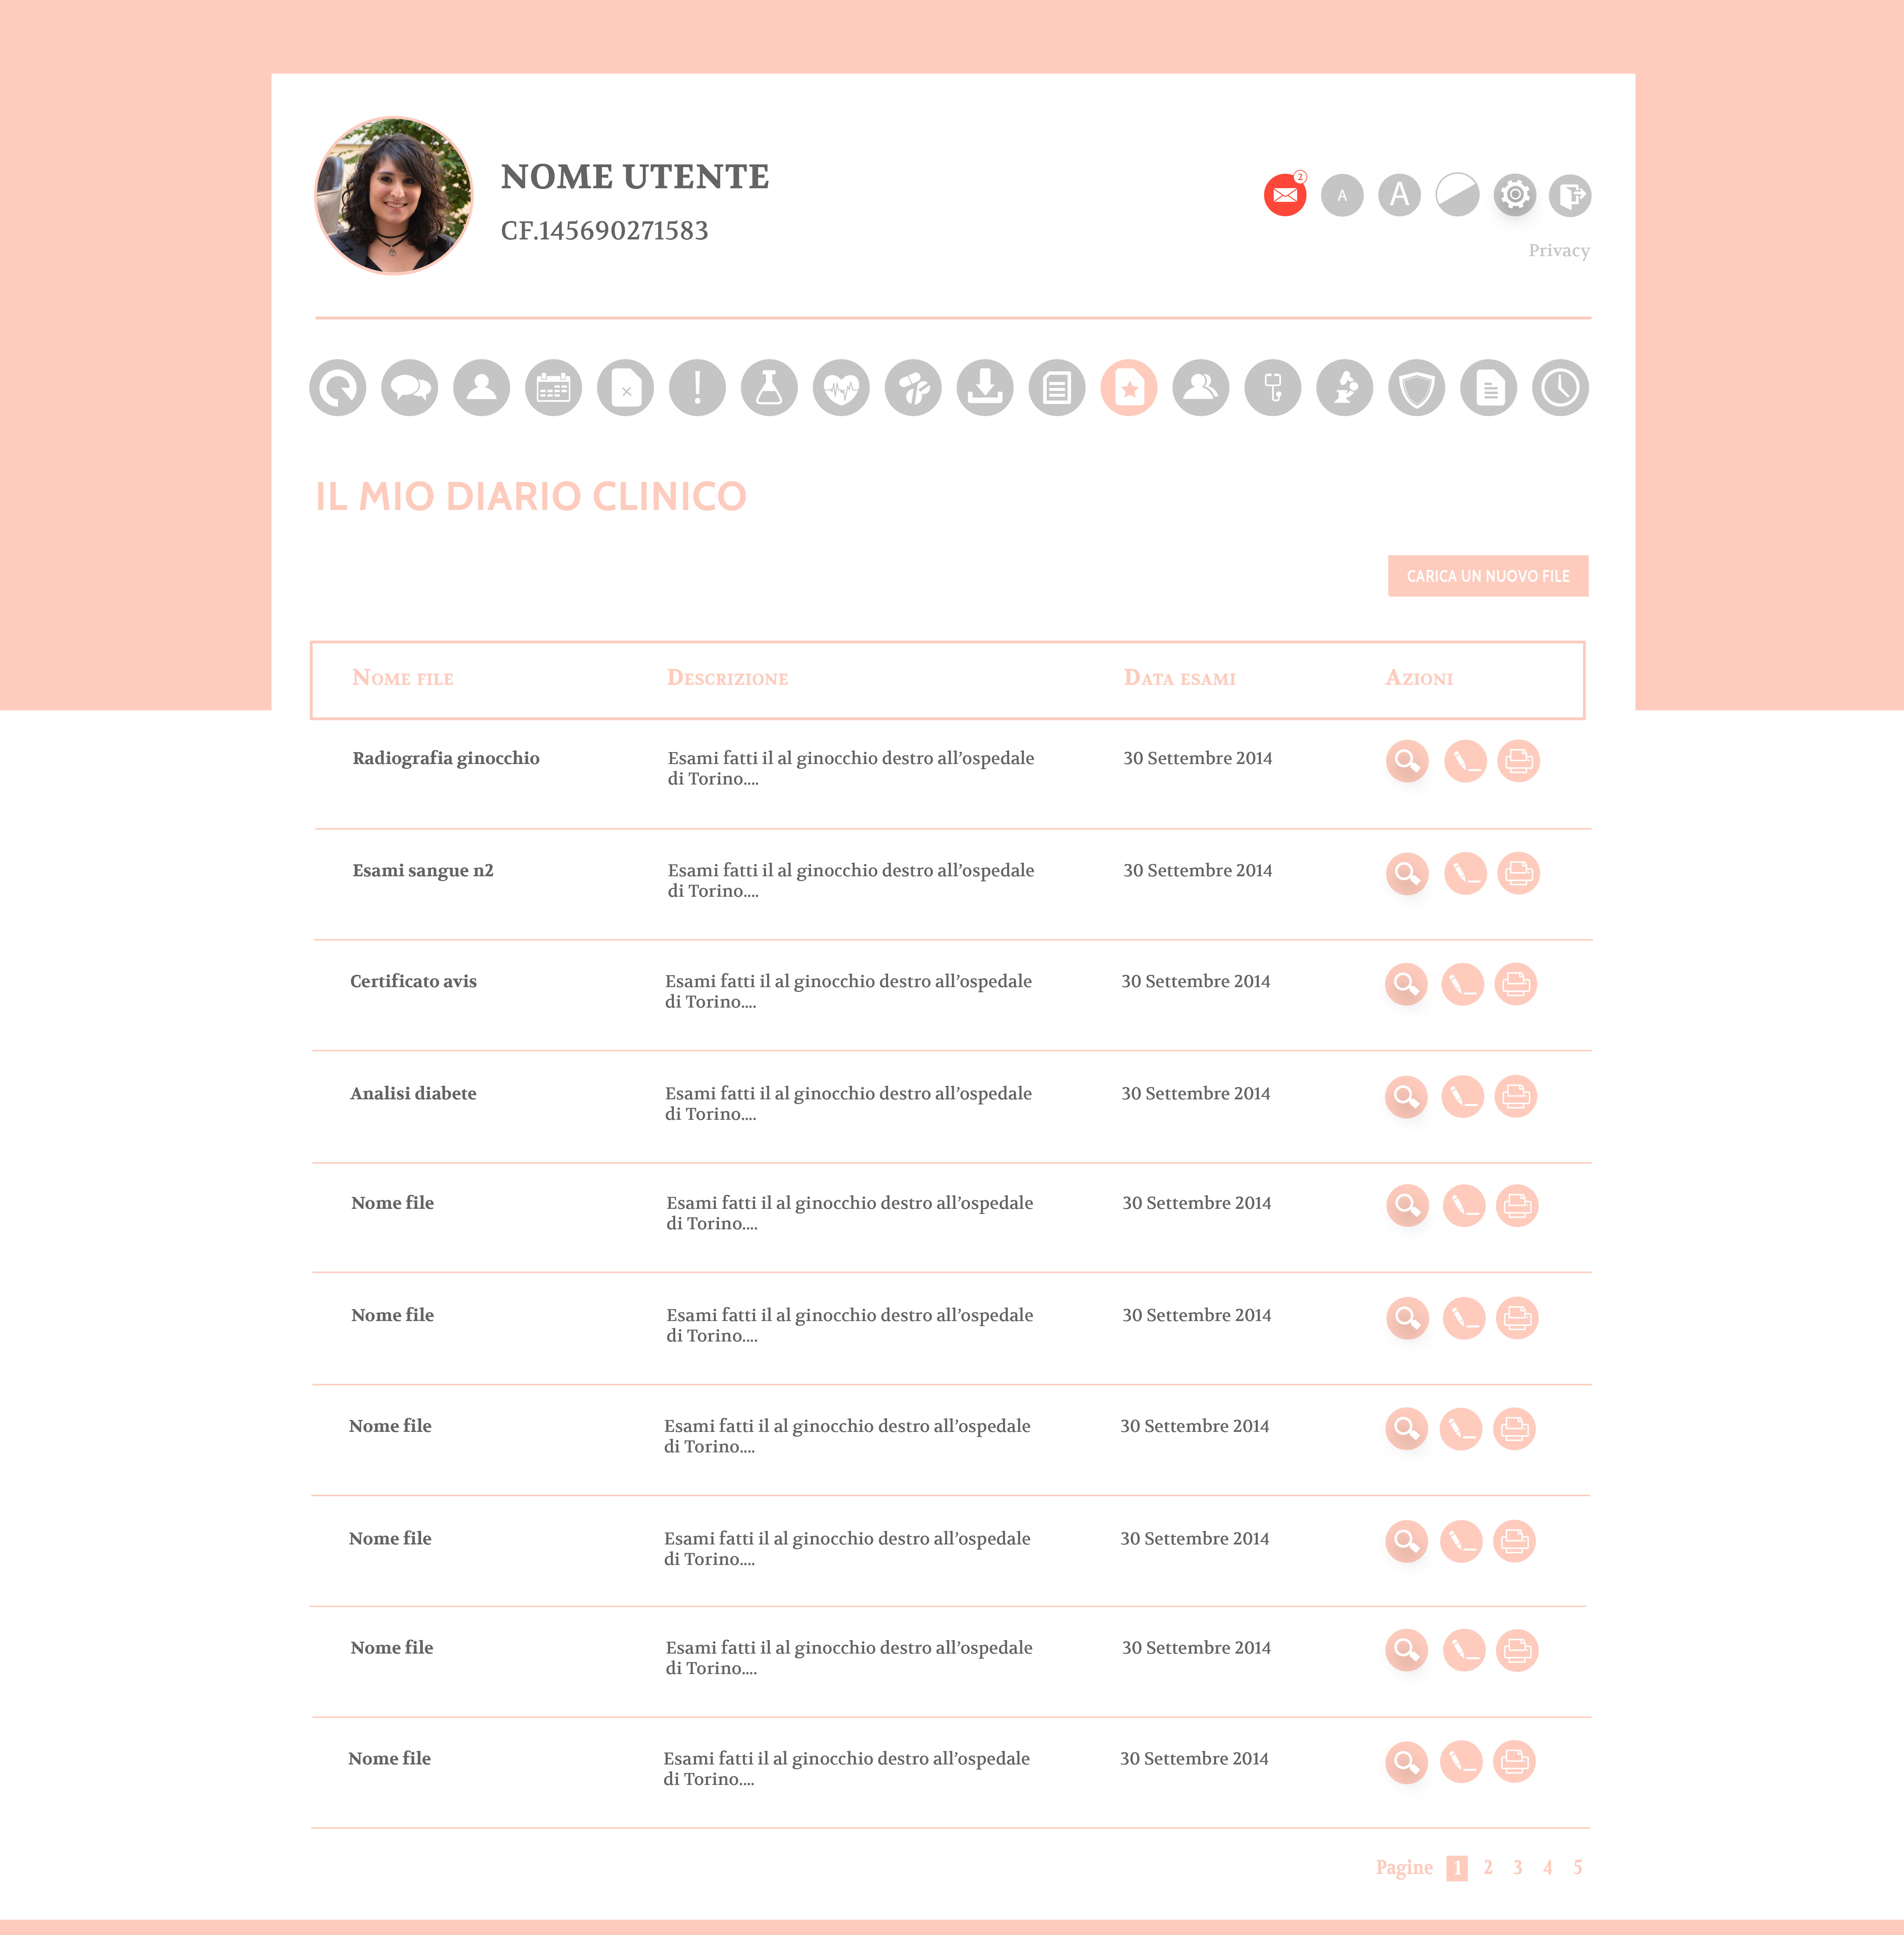 NOME UTENTE
CF.145690271583
2
A
A
Privacy
IL MIO DIARIO CLINICO
CARICA UN NUOVO FILE
NOME FILE DESCRIZIONE DATA ESAMI AZIONI
Radiografia ginocchio Esami fatti il al ginocchio destro all’ospedale 30 Settembre 2014
di Torino....
Esami sangue n2 Esami fatti il al ginocchio destro all’ospedale 30 Settembre 2014
di Torino....
Certificato avis Esami fatti il al ginocchio destro all’ospedale 30 Settembre 2014
di Torino....
Analisi diabete Esami fatti il al ginocchio destro all’ospedale 30 Settembre 2014
di Torino....
Nome file Esami fatti il al ginocchio destro all’ospedale 30 Settembre 2014
di Torino....
Nome file Esami fatti il al ginocchio destro all’ospedale 30 Settembre 2014
di Torino....
Nome file Esami fatti il al ginocchio destro all’ospedale 30 Settembre 2014
di Torino....
Nome file Esami fatti il al ginocchio destro all’ospedale 30 Settembre 2014
di Torino....
Nome file Esami fatti il al ginocchio destro all’ospedale 30 Settembre 2014
di Torino....
Nome file Esami fatti il al ginocchio destro all’ospedale 30 Settembre 2014
di Torino....
Pagine 1 2 3 4 5